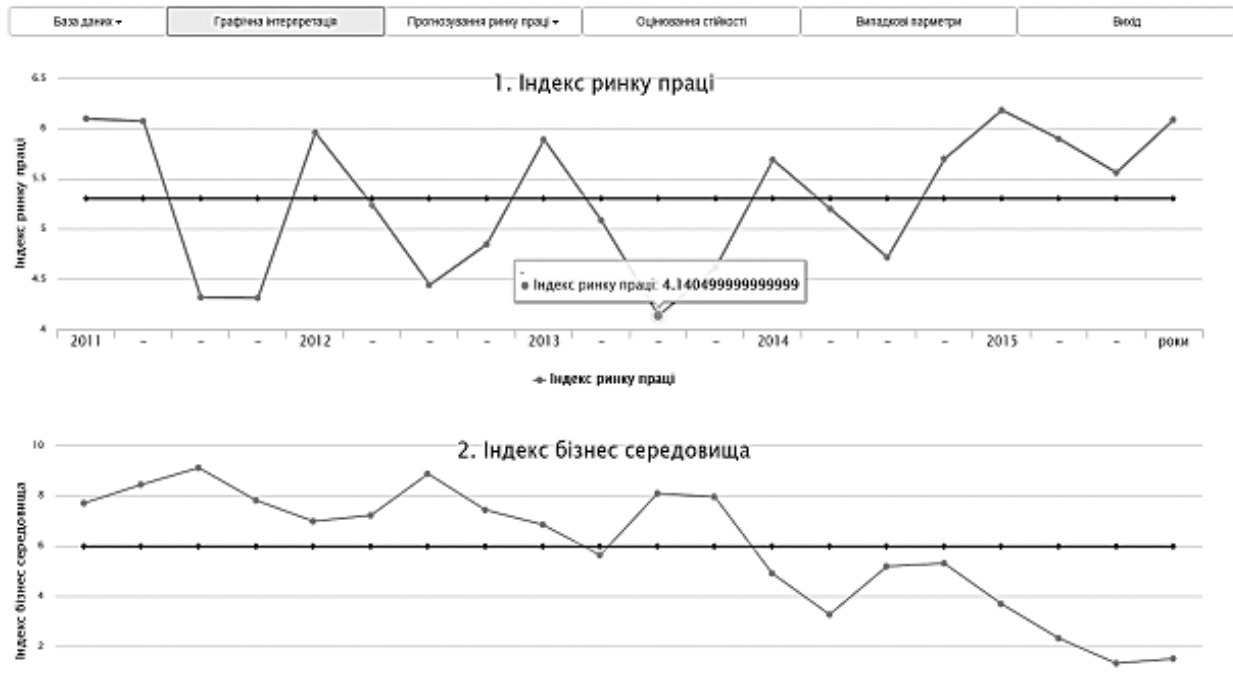 База даних
Графічна інтерпретація
Прогнозування ринку праці
Оцінювання стійкості
Випадкові парметри
Вихід
1. Індекс ринку праці
Індекс ринку праці
6.5
6
5.5
5
4.5
4
-
Індекс ринку праці: 4.140499999999999
2011 - - - 2012 - - - 2013 - - - 2014 - - - 2015 - - роки
Індекс ринку праці
2. Індекс бізнес середовища
Індекс бізнес середовища
10
8
6
4
2